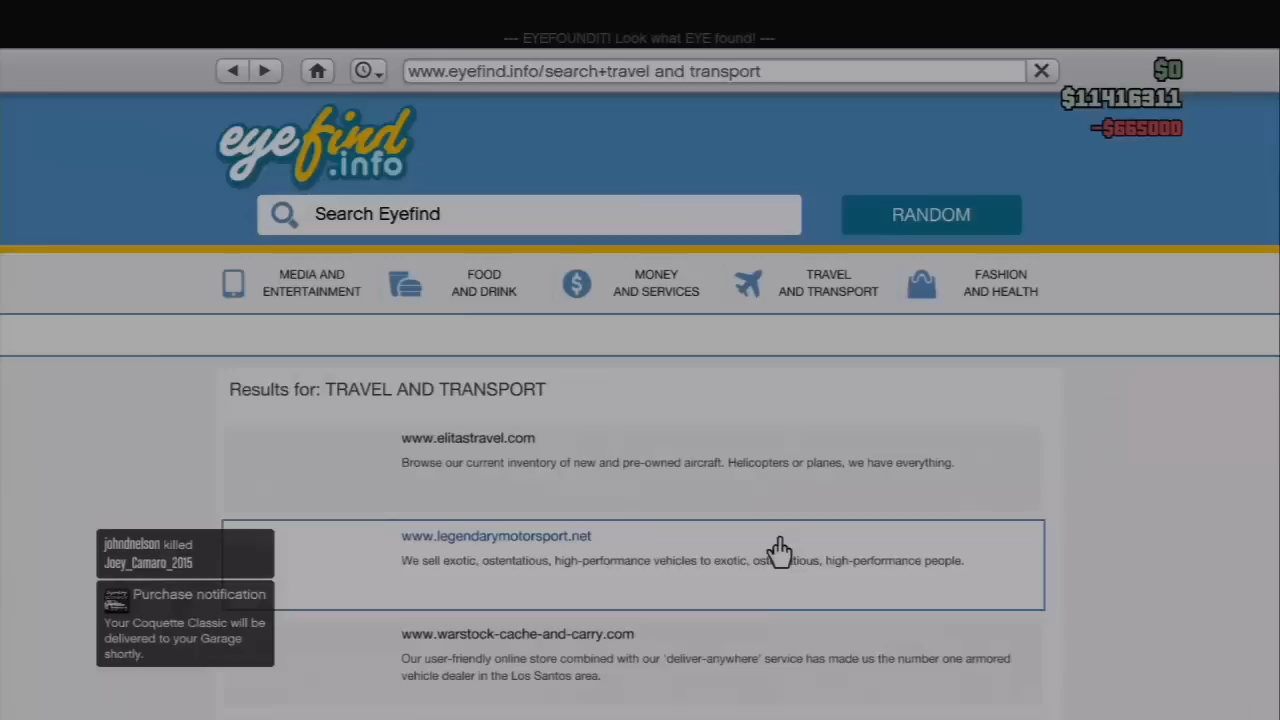 --- EYEFOUNDIT! Look what EYE found! ---
www.eyefind.info/search+travel and transport
$0
$11416311
-$665000
eyefind
.info
Search Eyefind
RANDOM
MEDIA AND
ENTERTAINMENT
FOOD
AND DRINK
MONEY
AND SERVICES
TRAVEL
AND TRANSPORT
FASHION
AND HEALTH
Results for: TRAVEL AND TRANSPORT
www.elitastravel.com
Browse our current inventory of new and pre-owned aircraft. Helicopters or planes, we have everything.
www.legendarymotorsport.net
We sell exotic, ostentatious, high-performance vehicles to exotic, ostentatious, high-performance people.
johndnelson killed
Joey_Camaro_2015
Purchase notification
Your Coquette Classic will be
delivered to your Garage
shortly.
www.warstock-cache-and-carry.com
Our user-friendly online store combined with our 'deliver-anywhere' service has made us the number one armored
vehicle dealer in the Los Santos area.